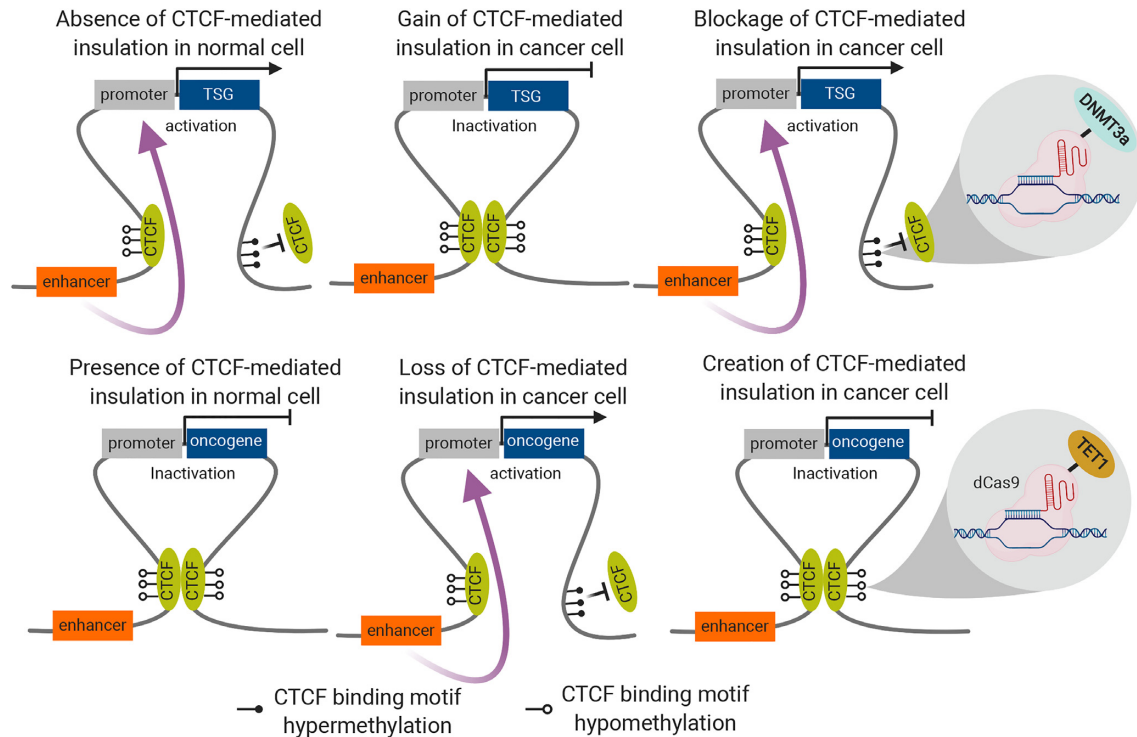 Absence of CTCF-mediated
insulation in normal cell
promoter
TSG
activation
CTCF
CTCF
enhancer
Gain of CTCF-mediated
insulation in cancer cell
promoter
TSG
Inactivation
CTCF
CTCF
enhancer
Blockage of CTCF-mediated
insulation in cancer cell
promoter
TSG
activation
CTCF
CTCF
enhancer
DNMT3a
Presence of CTCF-mediated
insulation in normal cell
promoter
oncogene
Inactivation
CTCF
CTCF
enhancer
Loss of CTCF-mediated
insulation in cancer cell
promoter
oncogene
activation
CTCF
CTCF
enhancer
Creation of CTCF-mediated
insulation in cancer cell
promoter
oncogene
Inactivation
CTCF
CTCF
enhancer
dCas9
TET1
CTCF binding motif
hypermethylation
CTCF binding motif
hypomethylation